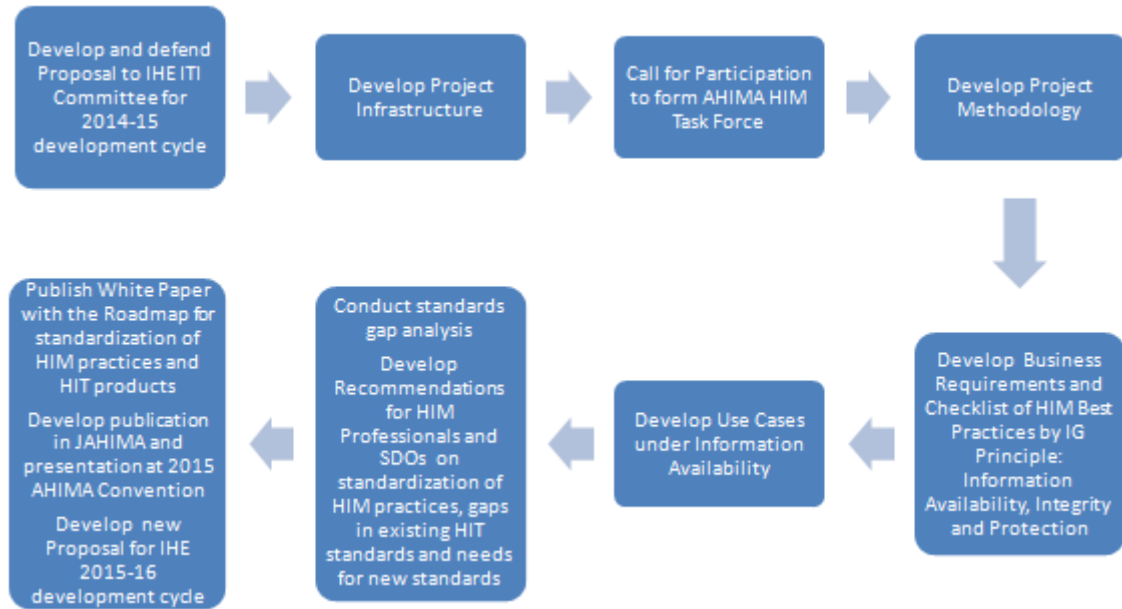 Develop and defend
Proposal to IHE ITI
Committee for
2014-15
development cycle
Develop Project
Infrastructure
Call for Participation
to form AHIMA HIM
Task Force
Develop Project
Methodology
Develop Business
Requirements and
Checklist of HIM Best
Practices by IG
Principle:
Information
Availability, Integrity
and Protection
Develop Use Cases
under Information
Availability
Conduct standards
gap analysis
Develop
Recommendations
for HIM
Professionals and
SDOs on
standardization of
HIM practices, gaps
in existing HIT
standards and needs
for new standards
Publish White Paper
with the Roadmap for
standardization of
HIM practices and
HIT products
Develop publication
in JAHIMA and
presentation at 2015
AHIMA Convention
Develop new
Proposal for IHE
2015-16
development cycle